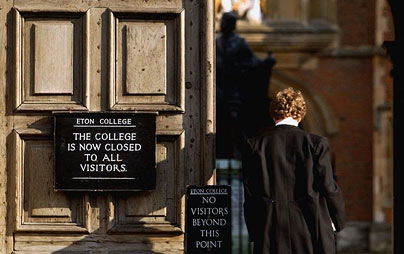 ETON COLLEGE
THE COLLEGE
IS NOW CLOSED
TO ALL
VISITORS.
ETON COLLEGE
NO
VISITORS
BEYOND
THIS
POINT